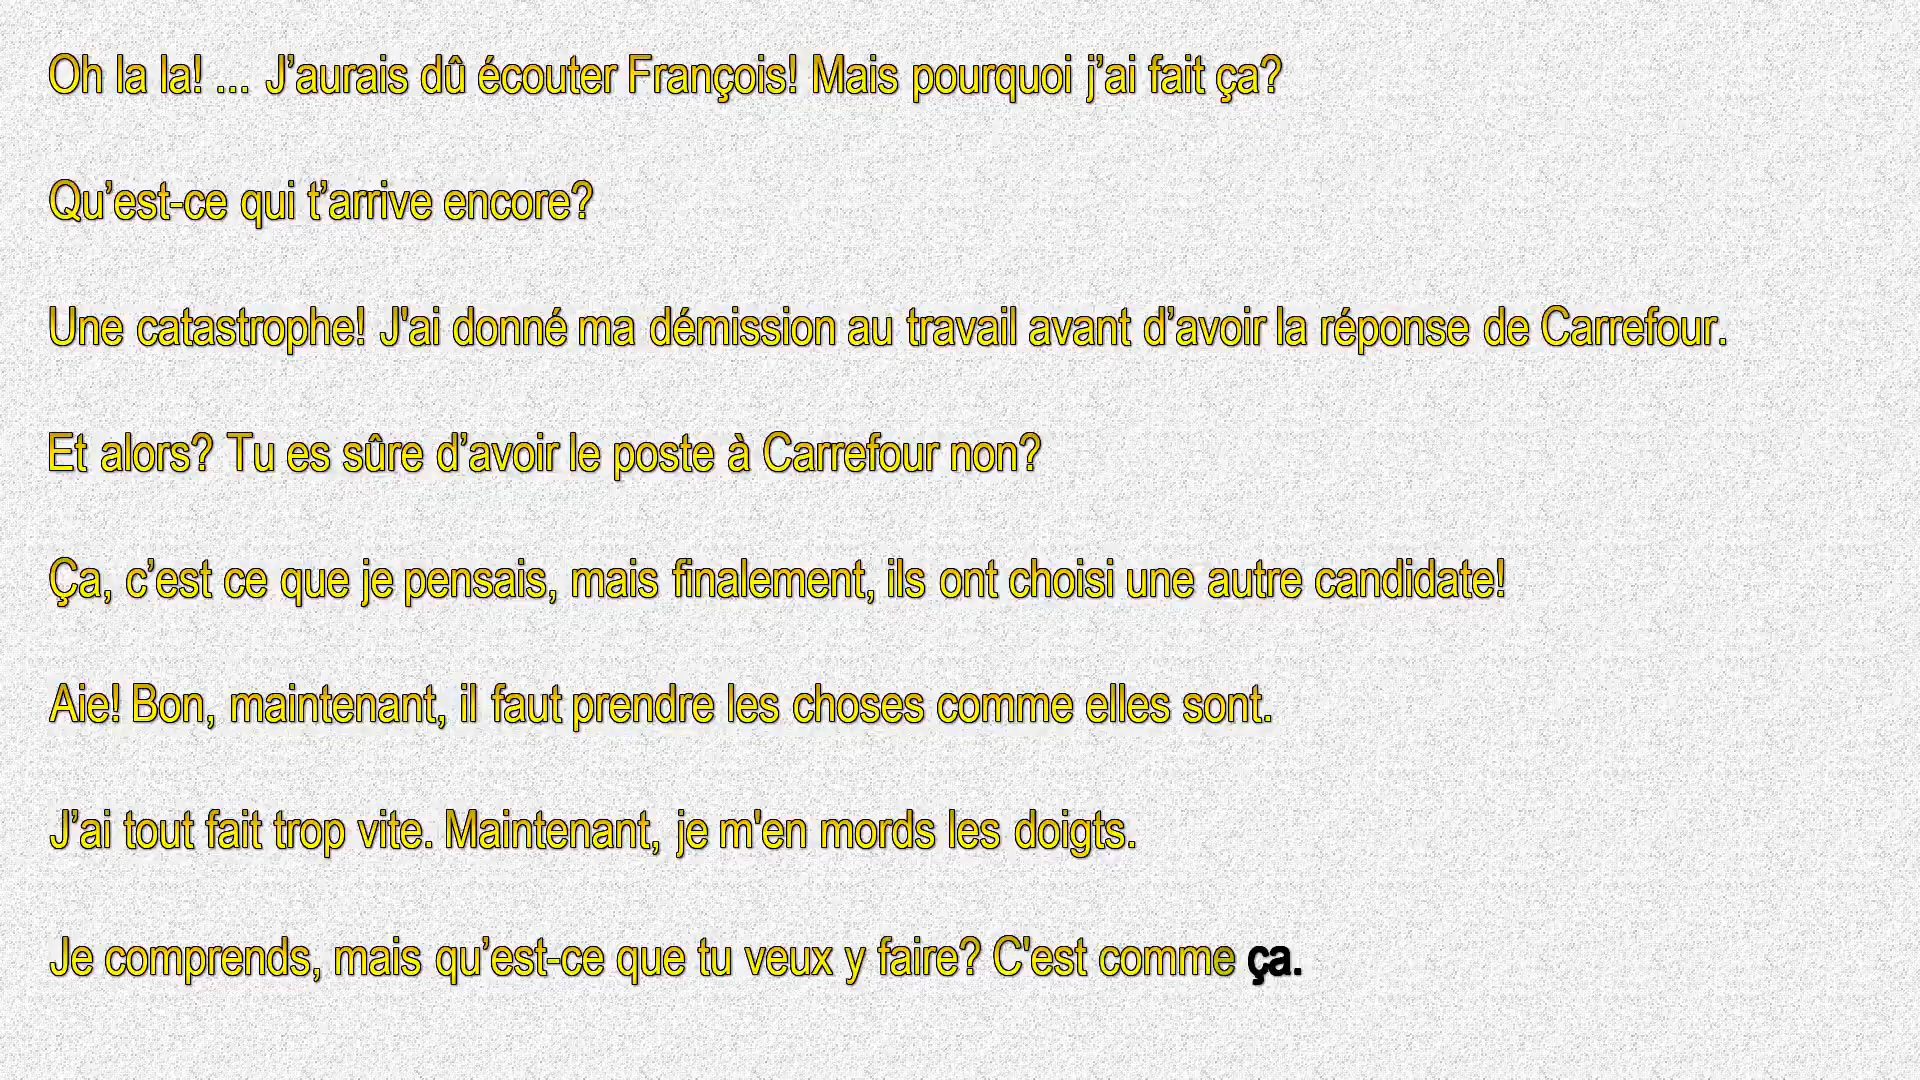 Oh la la! ... J’aurais dû écouter François! Mais pourquoi j’ai fait ça?
Qu’est-ce qui t’arrive encore?
Une catastrophe! J'ai donné ma démission au travail avant d’avoir la réponse de Carrefour.
Et alors? Tu es sûre d’avoir le poste à Carrefour non?
Ça, c’est ce que je pensais, mais finalement, ils ont choisi une autre candidate!
Aie! Bon, maintenant, il faut prendre les choses comme elles sont.
J’ai tout fait trop vite. Maintenant, je m'en mords les doigts.
Je comprends, mais qu’est-ce que tu veux y faire? C'est comme ça.